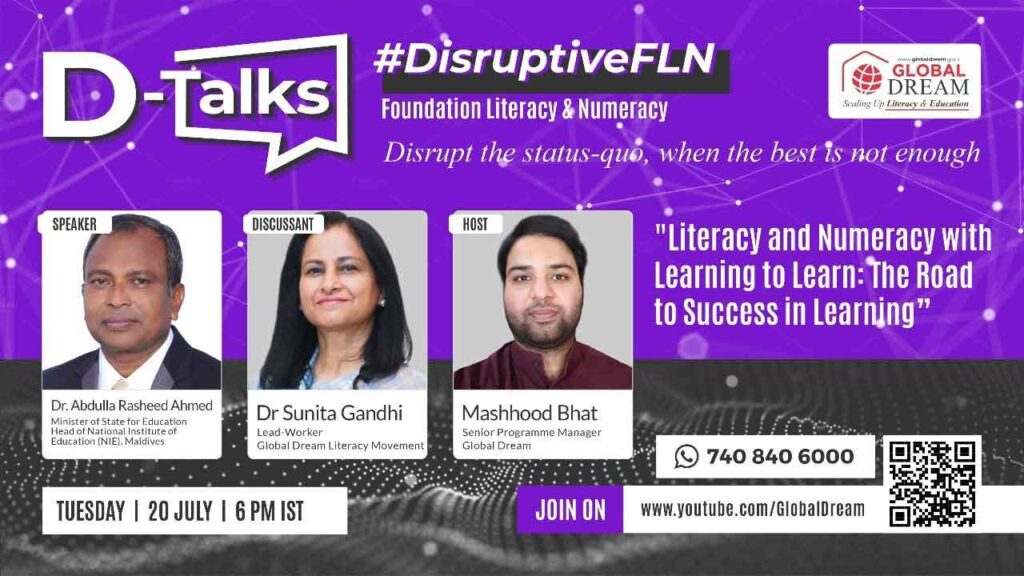 D-Talks
#DisruptiveFLN
Foundation Literacy & Numeracy
Disrupt the status-quo, when the best is not enough
www.globaldream.guru
GLOBAL
DREAM
Scaling Up Literacy & Education
SPEAKER
Dr. Abdulla Rasheed Ahmed
Minister of State for Education
Head of National Institute of
Education (NIE), Maldives
DISCUSSANT
Dr Sunita Gandhi
Lead-Worker
Global Dream Literacy Movement
HOST
Mashhood Bhat
Senior Programme Manager
Global Dream
"Literacy and Numeracy with
Learning to Learn: The Road
to Success in Learning”
740 840 6000
TUESDAY | 20 JULY | 6 PM IST
JOIN ON
www.youtube.com/GlobalDream